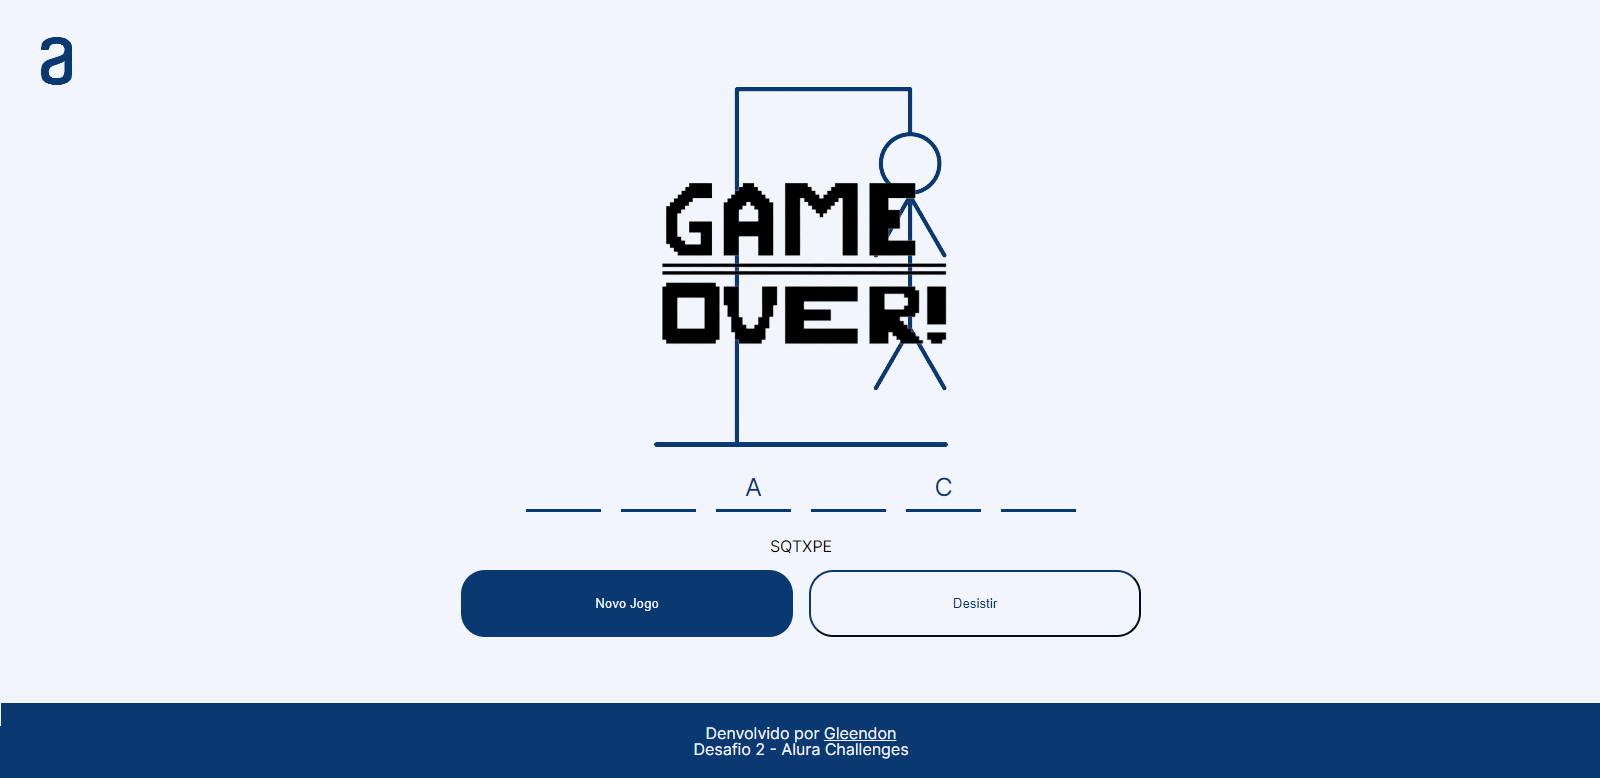 a
GAME
OVER!
A C
SQTXPE
Novo Jogo
Desistir
Denvolvido por Gleendon
Desafio 2 - Alura Challenges